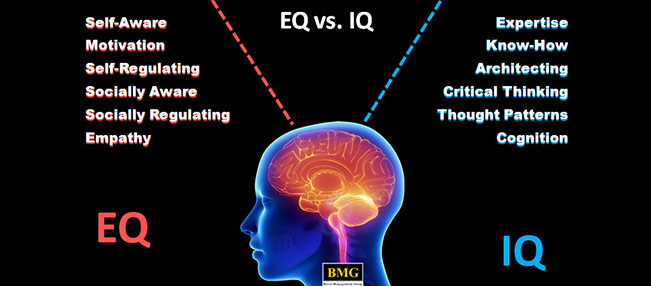 EQ vs. IQ
Self-Aware
Motivation
Self-Regulating
Socially Aware
Socially Regulating
Empathy
Expertise
Know-How
Architecting
Critical Thinking
Thought Patterns
Cognition
EQ
IQ
BMG